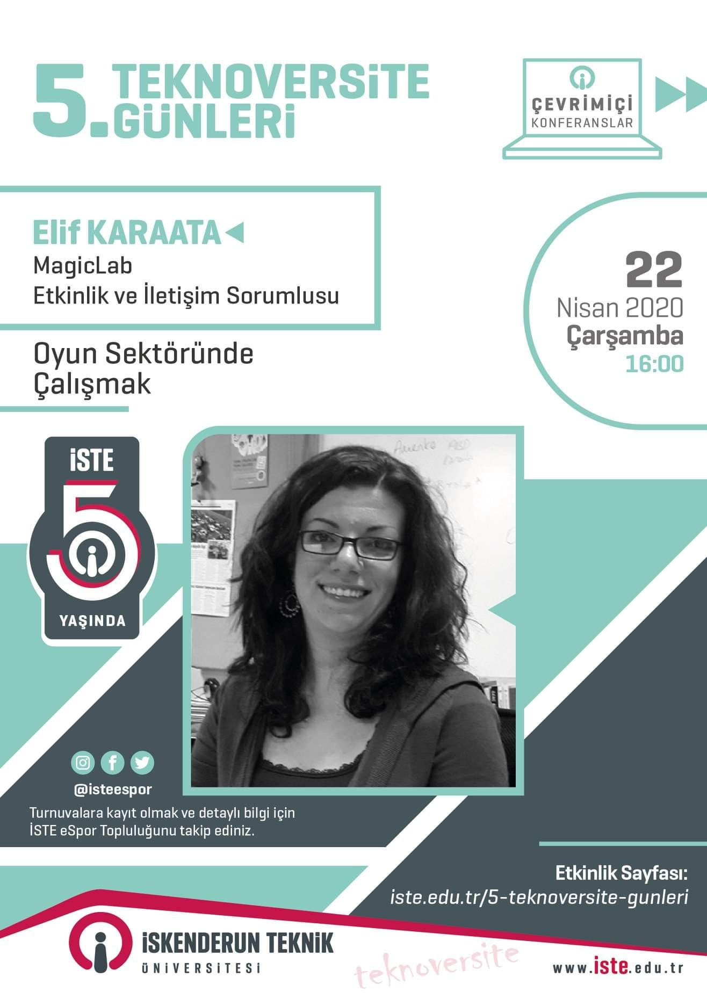 5. TEKNOVERSiTE
GÜNLERi
ÇEVRİMİÇİ
KONFERANSLAR
Elif KARAATA
MagicLab
Etkinlik ve İletişim Sorumlusu
22
Nisan 2020
Çarşamba
16:00
Oyun Sektöründe
Çalışmak
iSTE
5
YAŞINDA
@isteespor
Turnuvalara kayıt olmak ve detaylı bilgi için
İSTE eSpor Topluluğunu takip ediniz.
Etkinlik Sayfası:
iste.edu.tr/5-teknoversite-gunleri
iSKENDERUN TEKNiK
ÜNiVERSiTESi
teknoversite
www.iste.edu.tr